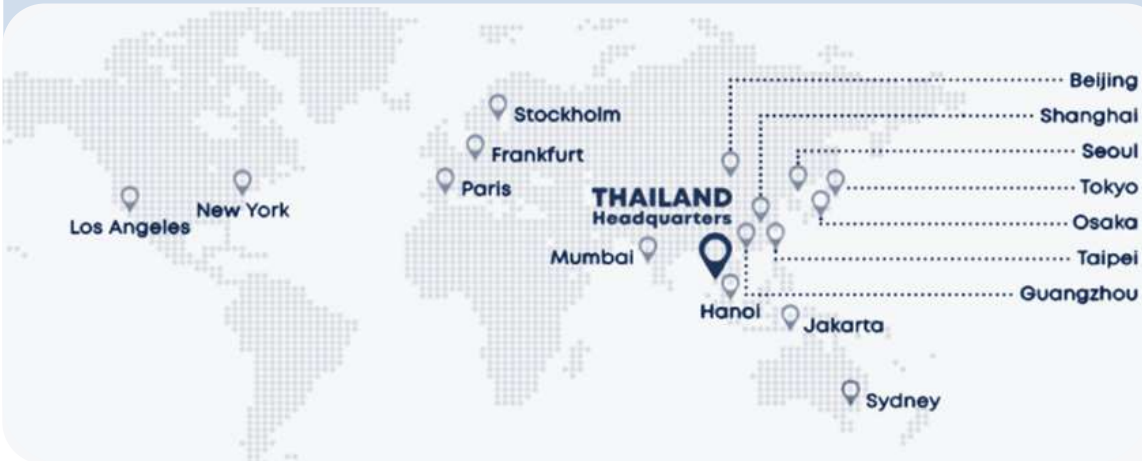 Beijing
Stockholm
Shanghai
Frankfurt
Seoul
Paris
Tokyo
THAILAND
Headquarters
New York
Los Angeles
Osaka
Mumbai
Taipei
Guangzhou
Hanoi
Jakarta
Sydney